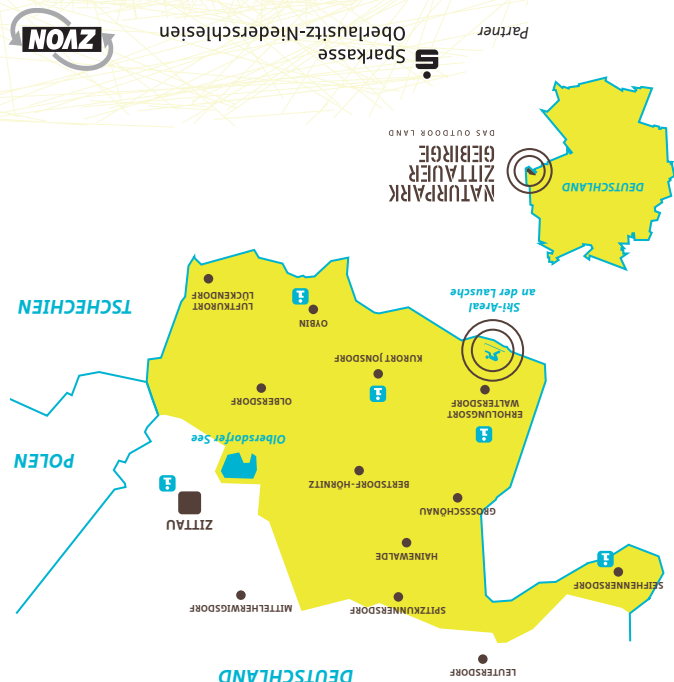 DEUTSCHLAND
LEUTERSDORF
SPITZKUNNERSDORF
MITTELHERWIGSDORF
SEIFHENNERSDORF
HAINEWALDE
ZITTAU
GROSSSCHÖNAU
BERTSDORF-HÖRNITZ
POLEN
Olbersdorfer See
ERHOLUNGSORT
WALTERSDORF
OLBERSDORF
KURORT JONSDORF
OYBIN
TSCHECHIEN
LUFTKURORT
LÜCKENDORF
Ski-Areal
an der Lausche
DEUTSCHLAND
NATURPARK
ZITTAUER
GEBIRGE
DAS OUTDOOR LAND
Partner
Sparkasse
Oberlausitz-Niederschlesien
ZVON